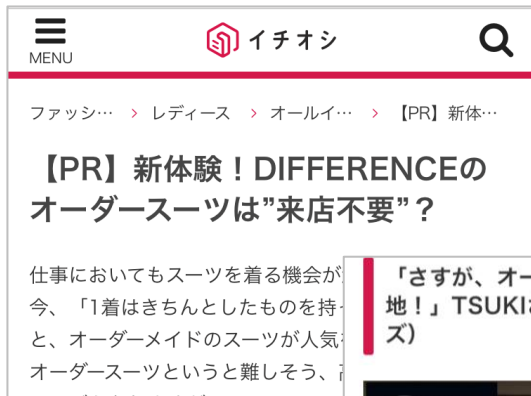 MENU
イチオシ
ファッシ… > レディース > オールイ… > 【PR】新体…
【PR】新体験！DIFFERENCEの
オーダースーツは”来店不要”？
仕事においてもスーツを着る機会が
今、「1着はきちんとしたものを持
と、オーダーメイドのスーツが人気
オーダースーツというと難しそう、
「さすが、オー
地！」TSUKI
ズ）